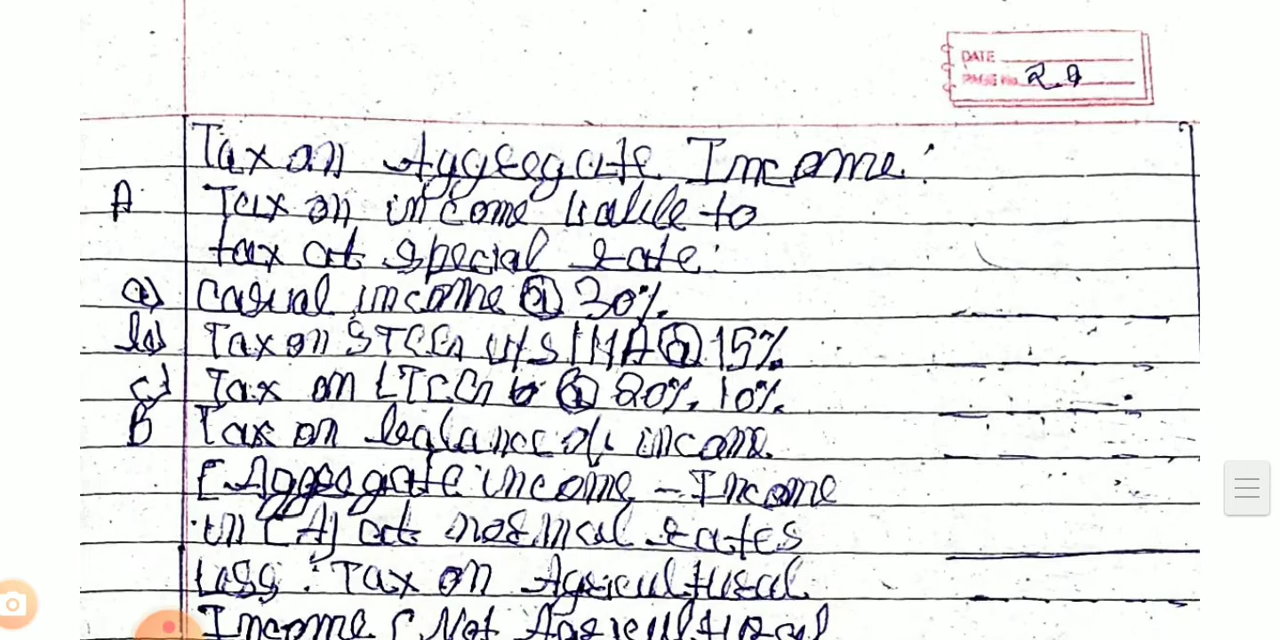 DATE
PAGE No. 29
Tax on Aggregate Income:
A Tax on income liable to
tax at special rate:
a) casual income @ 30%.
b) Tax on STCG u/s 111A @ 15%.
c) Tax on LTCG @ 20%, 10%.
B Tax on balance of income
[Aggregate income - Income
in (A)] at normal rates
Less: Tax on Agricultural
Income [Net Agricultural